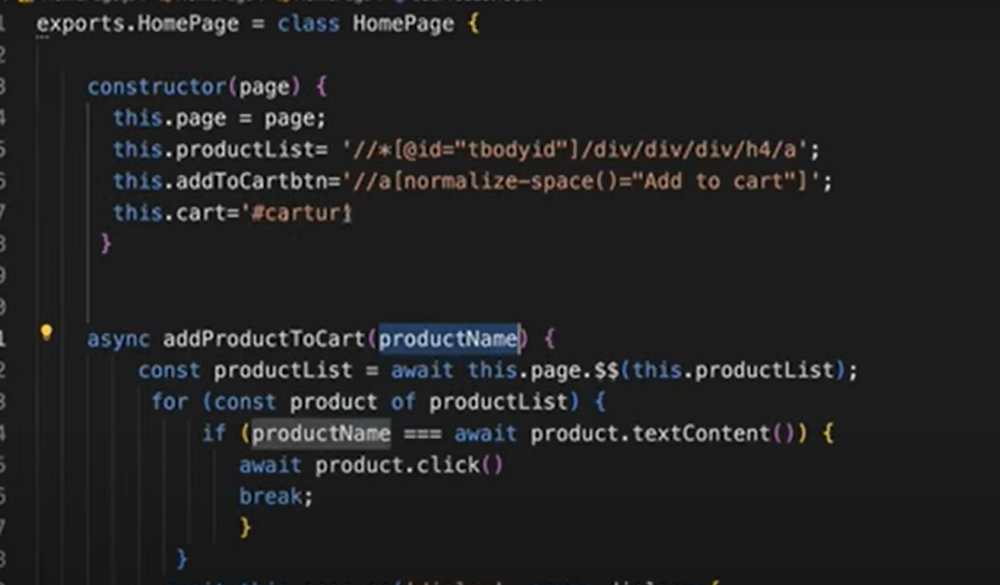 exports.HomePage = class HomePage {
constructor(page) {
this.page = page;
this.productList= '//*[@id="tbodyid"]/div/div/div/h4/a';
this.addToCartbtn='//a[normalize-space()="Add to cart"]';
this.cart='#cartur
}
async addProductToCart(productName) {
const productList = await this.page.$$(this.productList);
for (const product of productList) {
if (productName === await product.textContent()) {
await product.click()
break;
}
}